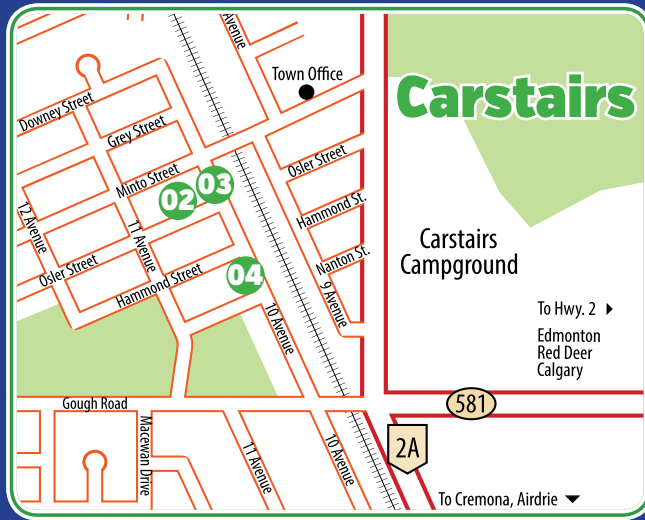 Avenue
Town Office
Carstairs
Downey Street
Grey Street
Minto Street
Osler Street
03
02
Hammond St.
12 Avenue
11 Avenue
Carstairs
Campground
Nanton St.
Osler Street
Hammond Street
04
9 Avenue
10 Avenue
To Hwy. 2
Edmonton
Red Deer
Calgary
Gough Road
581
Macewan Drive
11 Avenue
10 Avenue
2A
To Cremona, Airdrie